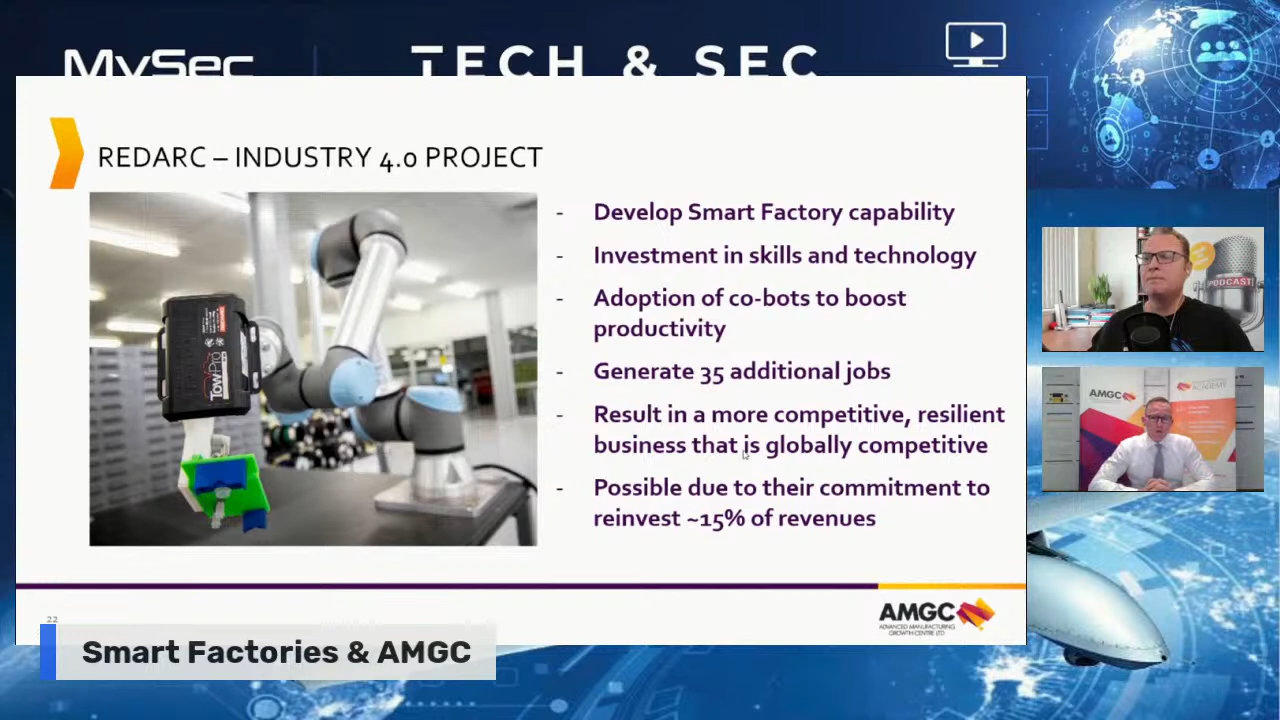 MySec
TECH & SEC
REDARC – INDUSTRY 4.0 PROJECT
TowPro
- Develop Smart Factory capability
- Investment in skills and technology
- Adoption of co-bots to boost
productivity
- Generate 35 additional jobs
- Result in a more competitive, resilient
business that is globally competitive
- Possible due to their commitment to
reinvest ~15% of revenues
PODCAST
AMGC
22
AMGC
ADVANCED MANUFACTURING
GROWTH CENTRE LTD
Smart Factories & AMGC